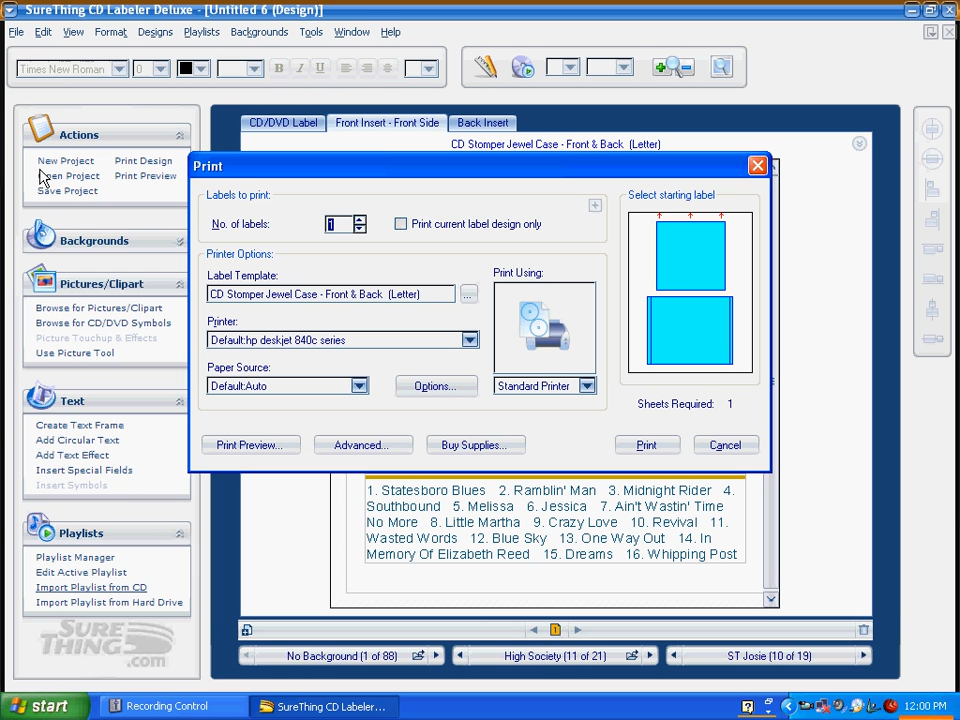 SureThing CD Labeler Deluxe - [Untitled 6 (Design)]
File Edit View Format Designs Playlists Backgrounds Tools Window Help
Times New Roman 0 B I U
Actions
New Project Print Design
Open Project Print Preview
Save Project
Backgrounds
Pictures/Clipart
Browse for Pictures/Clipart
Browse for CD/DVD Symbols
Picture Touchup & Effects
Use Picture Tool
Text
Create Text Frame
Add Circular Text
Add Text Effect
Insert Special Fields
Insert Symbols
Playlists
Playlist Manager
Edit Active Playlist
Import Playlist from CD
Import Playlist from Hard Drive
SURE
THING
.com
CD/DVD Label Front Insert - Front Side Back Insert
CD Stomper Jewel Case - Front & Back (Letter)
Print
Labels to print:
No. of labels: 1 Print current label design only
Printer Options:
Label Template:
CD Stomper Jewel Case - Front & Back (Letter) ...
Printer:
Default:hp deskjet 840c series
Paper Source:
Default:Auto Options...
Print Using:
Standard Printer
Select starting label
Sheets Required: 1
Print Preview... Advanced... Buy Supplies... Print Cancel
1. Statesboro Blues 2. Ramblin' Man 3. Midnight Rider 4.
Southbound 5. Melissa 6. Jessica 7. Ain't Wastin' Time
No More 8. Little Martha 9. Crazy Love 10. Revival 11.
Wasted Words 12. Blue Sky 13. One Way Out 14. In
Memory Of Elizabeth Reed 15. Dreams 16. Whipping Post
1
No Background (1 of 88) High Society (11 of 21) ST Josie (10 of 19)
start Recording Control SureThing CD Labeler... 12:00 PM